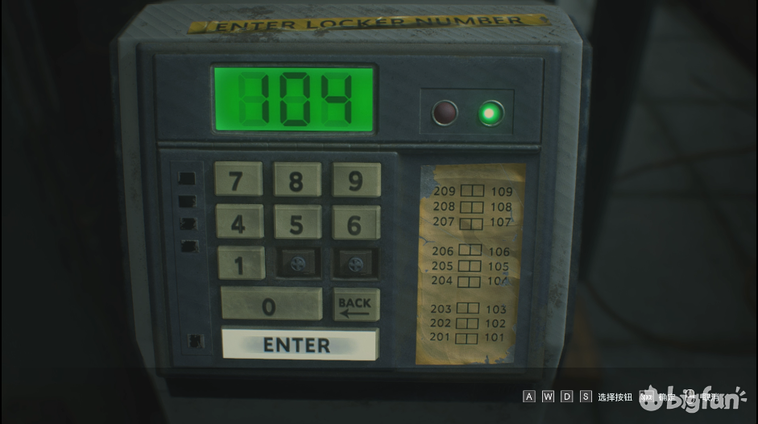 ENTER LOCKER NUMBER
104
7 8 9
4 5 6
1
0 BACK
ENTER
209 109
208 108
207 107
206 106
205 105
204 104
203 103
202 102
201 101
A W D S 选择按钮
bigfun